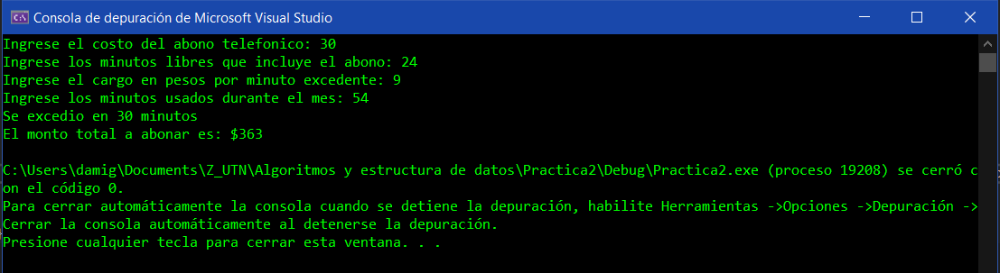 Consola de depuración de Microsoft Visual Studio
Ingrese el costo del abono telefonico: 30
Ingrese los minutos libres que incluye el abono: 24
Ingrese el cargo en pesos por minuto excedente: 9
Ingrese los minutos usados durante el mes: 54
Se excedio en 30 minutos
El monto total a abonar es: $363
C:\Users\damig\Documents\Z_UTN\Algoritmos y estructura de datos\Practica2\Debug\Practica2.exe (proceso 19208) se cerró c
on el código 0.
Para cerrar automáticamente la consola cuando se detiene la depuración, habilite Herramientas ->Opciones ->Depuración ->
Cerrar la consola automáticamente al detenerse la depuración.
Presione cualquier tecla para cerrar esta ventana. . .